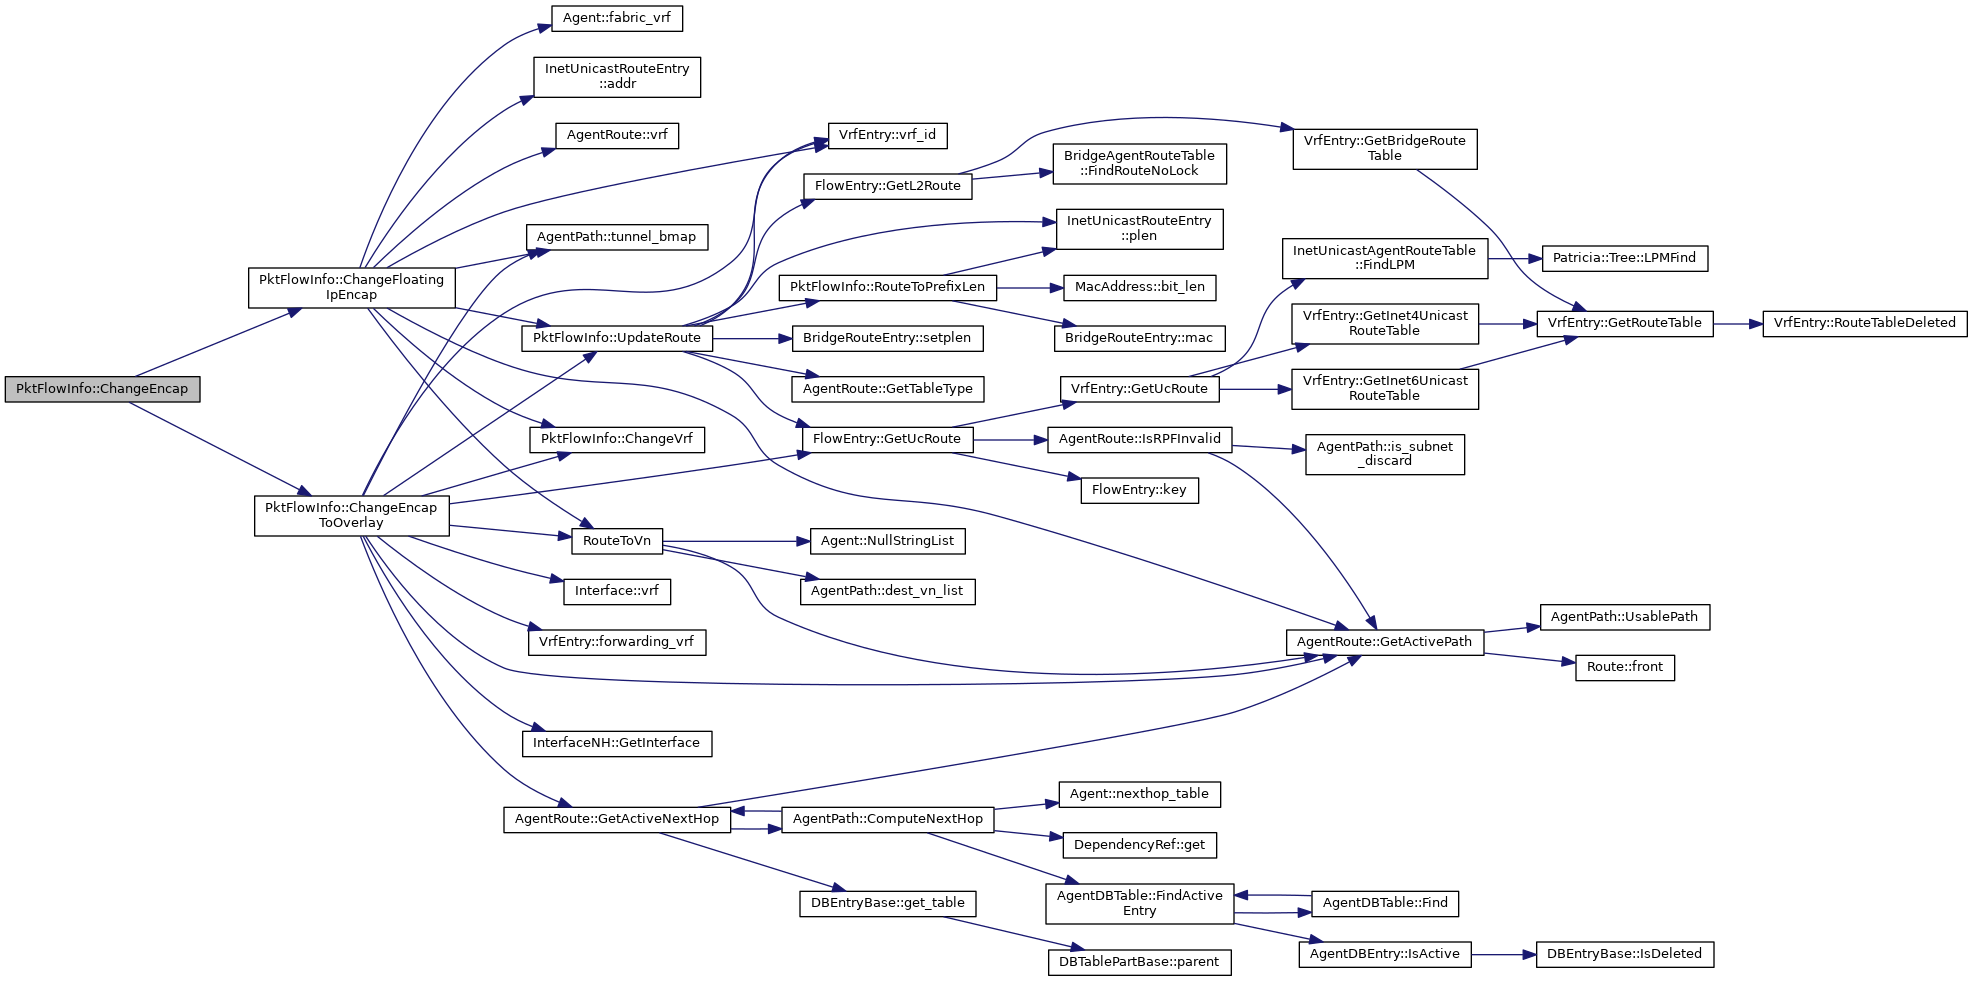 Agent::fabric_vrf
InetUnicastRouteEntry
::addr
AgentRoute::vrf
VrfEntry::vrf_id
VrfEntry::GetBridgeRoute
Table
BridgeAgentRouteTable
::FindRouteNoLock
FlowEntry::GetL2Route
InetUnicastRouteEntry
::plen
AgentPath::tunnel_bmap
InetUnicastAgentRouteTable
::FindLPM
Patricia::Tree::LPMFind
PktFlowInfo::ChangeFloating
IpEncap
PktFlowInfo::RouteToPrefixLen
MacAddress::bit_len
VrfEntry::GetInet4Unicast
RouteTable
VrfEntry::GetRouteTable
VrfEntry::RouteTableDeleted
PktFlowInfo::UpdateRoute
BridgeRouteEntry::setplen
BridgeRouteEntry::mac
PktFlowInfo::ChangeEncap
AgentRoute::GetTableType
VrfEntry::GetUcRoute
VrfEntry::GetInet6Unicast
RouteTable
PktFlowInfo::ChangeVrf
FlowEntry::GetUcRoute
AgentRoute::IsRPFInvalid
AgentPath::is_subnet
_discard
FlowEntry::key
PktFlowInfo::ChangeEncap
ToOverlay
RouteToVn
Agent::NullStringList
Interface::vrf
AgentPath::dest_vn_list
VrfEntry::forwarding_vrf
AgentRoute::GetActivePath
AgentPath::UsablePath
Route::front
InterfaceNH::GetInterface
AgentRoute::GetActiveNextHop
AgentPath::ComputeNextHop
Agent::nexthop_table
DependencyRef::get
DBEntryBase::get_table
AgentDBTable::FindActive
Entry
AgentDBTable::Find
DBTablePartBase::parent
AgentDBEntry::IsActive
DBEntryBase::IsDeleted